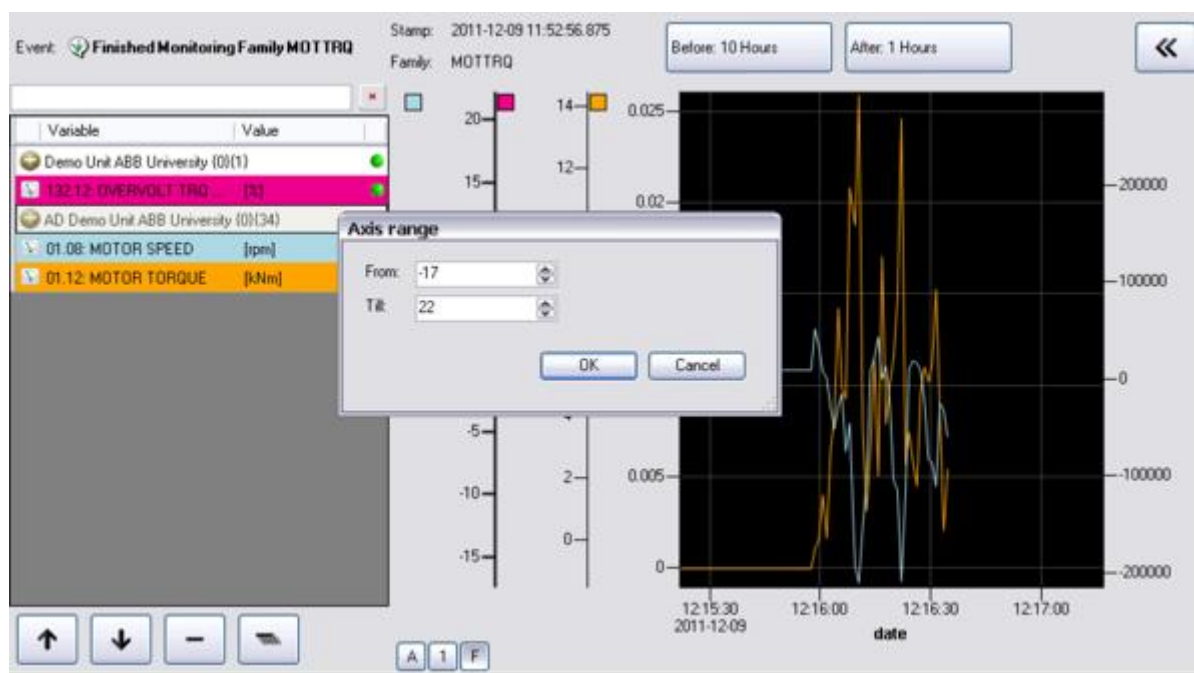 Event: Finished Monitoring Family MOTTRQ
Stamp: 2011-12-09 11:52:56.875
Family: MOTTRQ
Before: 10 Hours
After: 1 Hours
Variable Value
Demo Unit ABB University {0}(1)
132.12: OVERVOLT TRQ ... [%]
AD Demo Unit ABB University {0}(34)
01.08: MOTOR SPEED [rpm]
01.12: MOTOR TORQUE [kNm]
20
15
-5
-10
-15
14
12
2
0
Axis range
From: -17
Till: 22
OK Cancel
0.025
0.02
0.005
0
200000
100000
0
-100000
-200000
12:15:30 12:16:00 12:16:30 12:17:00
2011-12-09
date
A 1 F